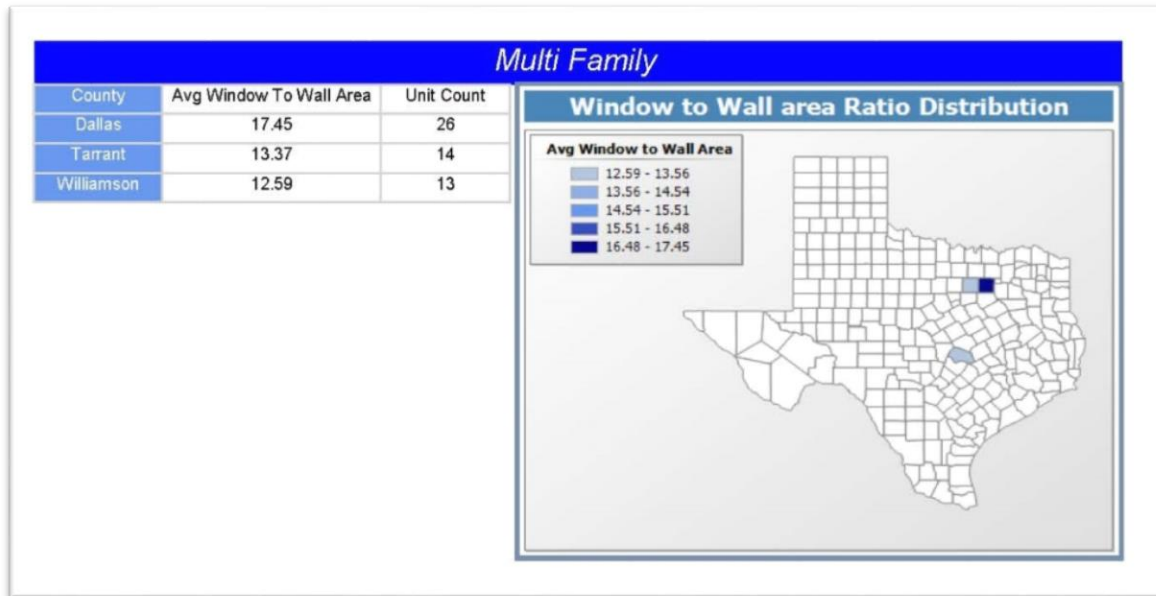 Multi Family
County Avg Window To Wall Area Unit Count
Dallas 17.45 26
Tarrant 13.37 14
Williamson 12.59 13
Window to Wall area Ratio Distribution
Avg Window to Wall Area
12.59 - 13.56
13.56 - 14.54
14.54 - 15.51
15.51 - 16.48
16.48 - 17.45